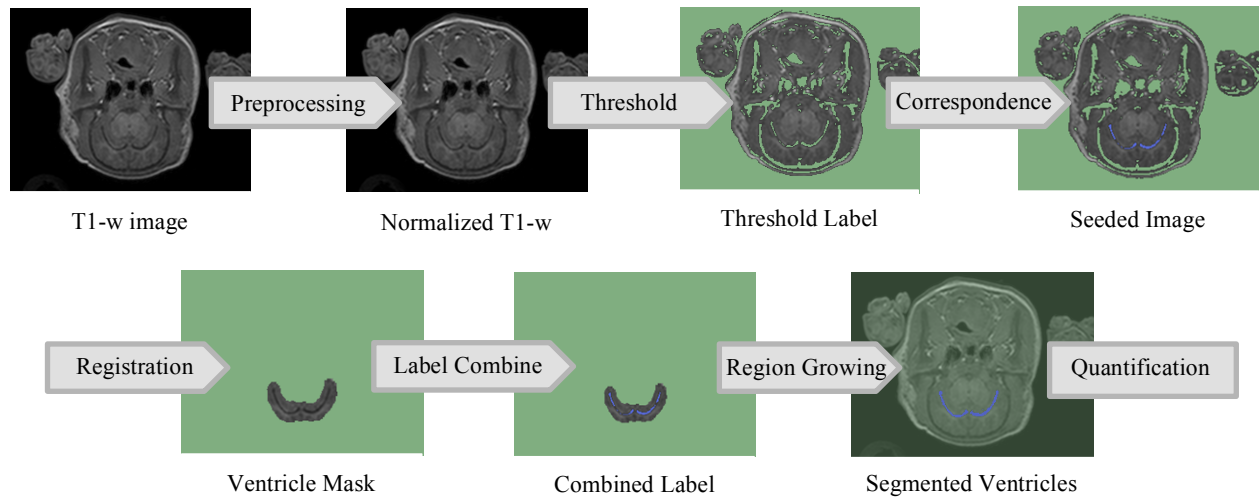 Preprocessing
Threshold
Correspondence
T1-w image
Normalized T1-w
Threshold Label
Seeded Image
Registration
Label Combine
Region Growing
Quantification
Ventricle Mask
Combined Label
Segmented Ventricles